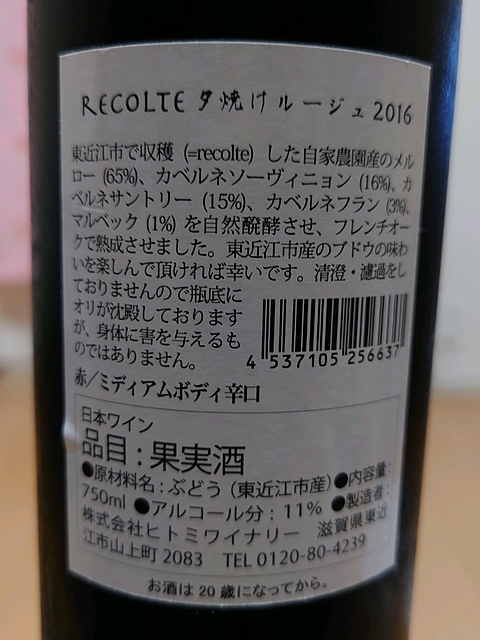 RECOLTE 夕焼けルージュ 2016
東近江市で収穫 (=recolte) した自家農園産のメル
ロー (65%)、カベルネソーヴィニョン (16%)、カ
ベルネサントリー (15%)、カベルネフラン (3%)、
マルベック (1%) を自然醗酵させ、フレンチオー
クで熟成させました。東近江市産のブドウの味わ
いを楽しんで頂ければ幸いです。清澄・濾過をし
ておりませんので瓶底に
オリが沈殿しております
が、身体に害を与えるも
のではありません。
4 537105 256637
赤／ミディアムボディ辛口
日本ワイン
品目：果実酒
●原材料名：ぶどう（東近江市産）●内容量：
750ml ●アルコール分：11% ●製造者：
株式会社ヒトミワイナリー 滋賀県東近
江市山上町 2083 TEL 0120-80-4239
お酒は 20 歳になってから。